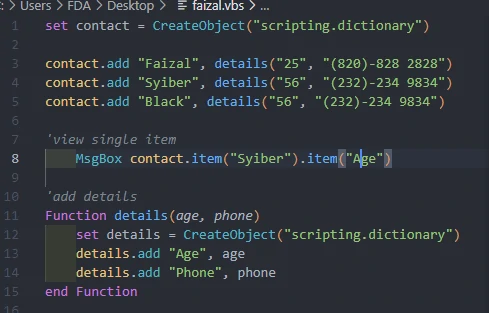 C: > Users > FDA > Desktop > faizal.vbs > ...
1 set contact = CreateObject("scripting.dictionary")
2
3 contact.add "Faizal", details("25", "(820)-828 2828")
4 contact.add "Syiber", details("56", "(232)-234 9834")
5 contact.add "Black", details("56", "(232)-234 9834")
6
7 'view single item
8 MsgBox contact.item("Syiber").item("Age")
9
10 'add details
11 Function details(age, phone)
12 set details = CreateObject("scripting.dictionary")
13 details.add "Age", age
14 details.add "Phone", phone
15 end Function